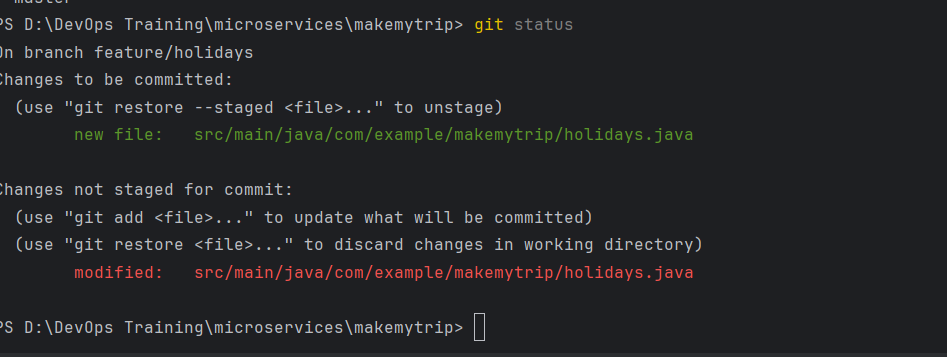 master
PS D:\DevOps Training\microservices\makemytrip> git status
On branch feature/holidays
Changes to be committed:
(use "git restore --staged <file>..." to unstage)
new file:   src/main/java/com/example/makemytrip/holidays.java
Changes not staged for commit:
(use "git add <file>..." to update what will be committed)
(use "git restore <file>..." to discard changes in working directory)
modified:   src/main/java/com/example/makemytrip/holidays.java
PS D:\DevOps Training\microservices\makemytrip>